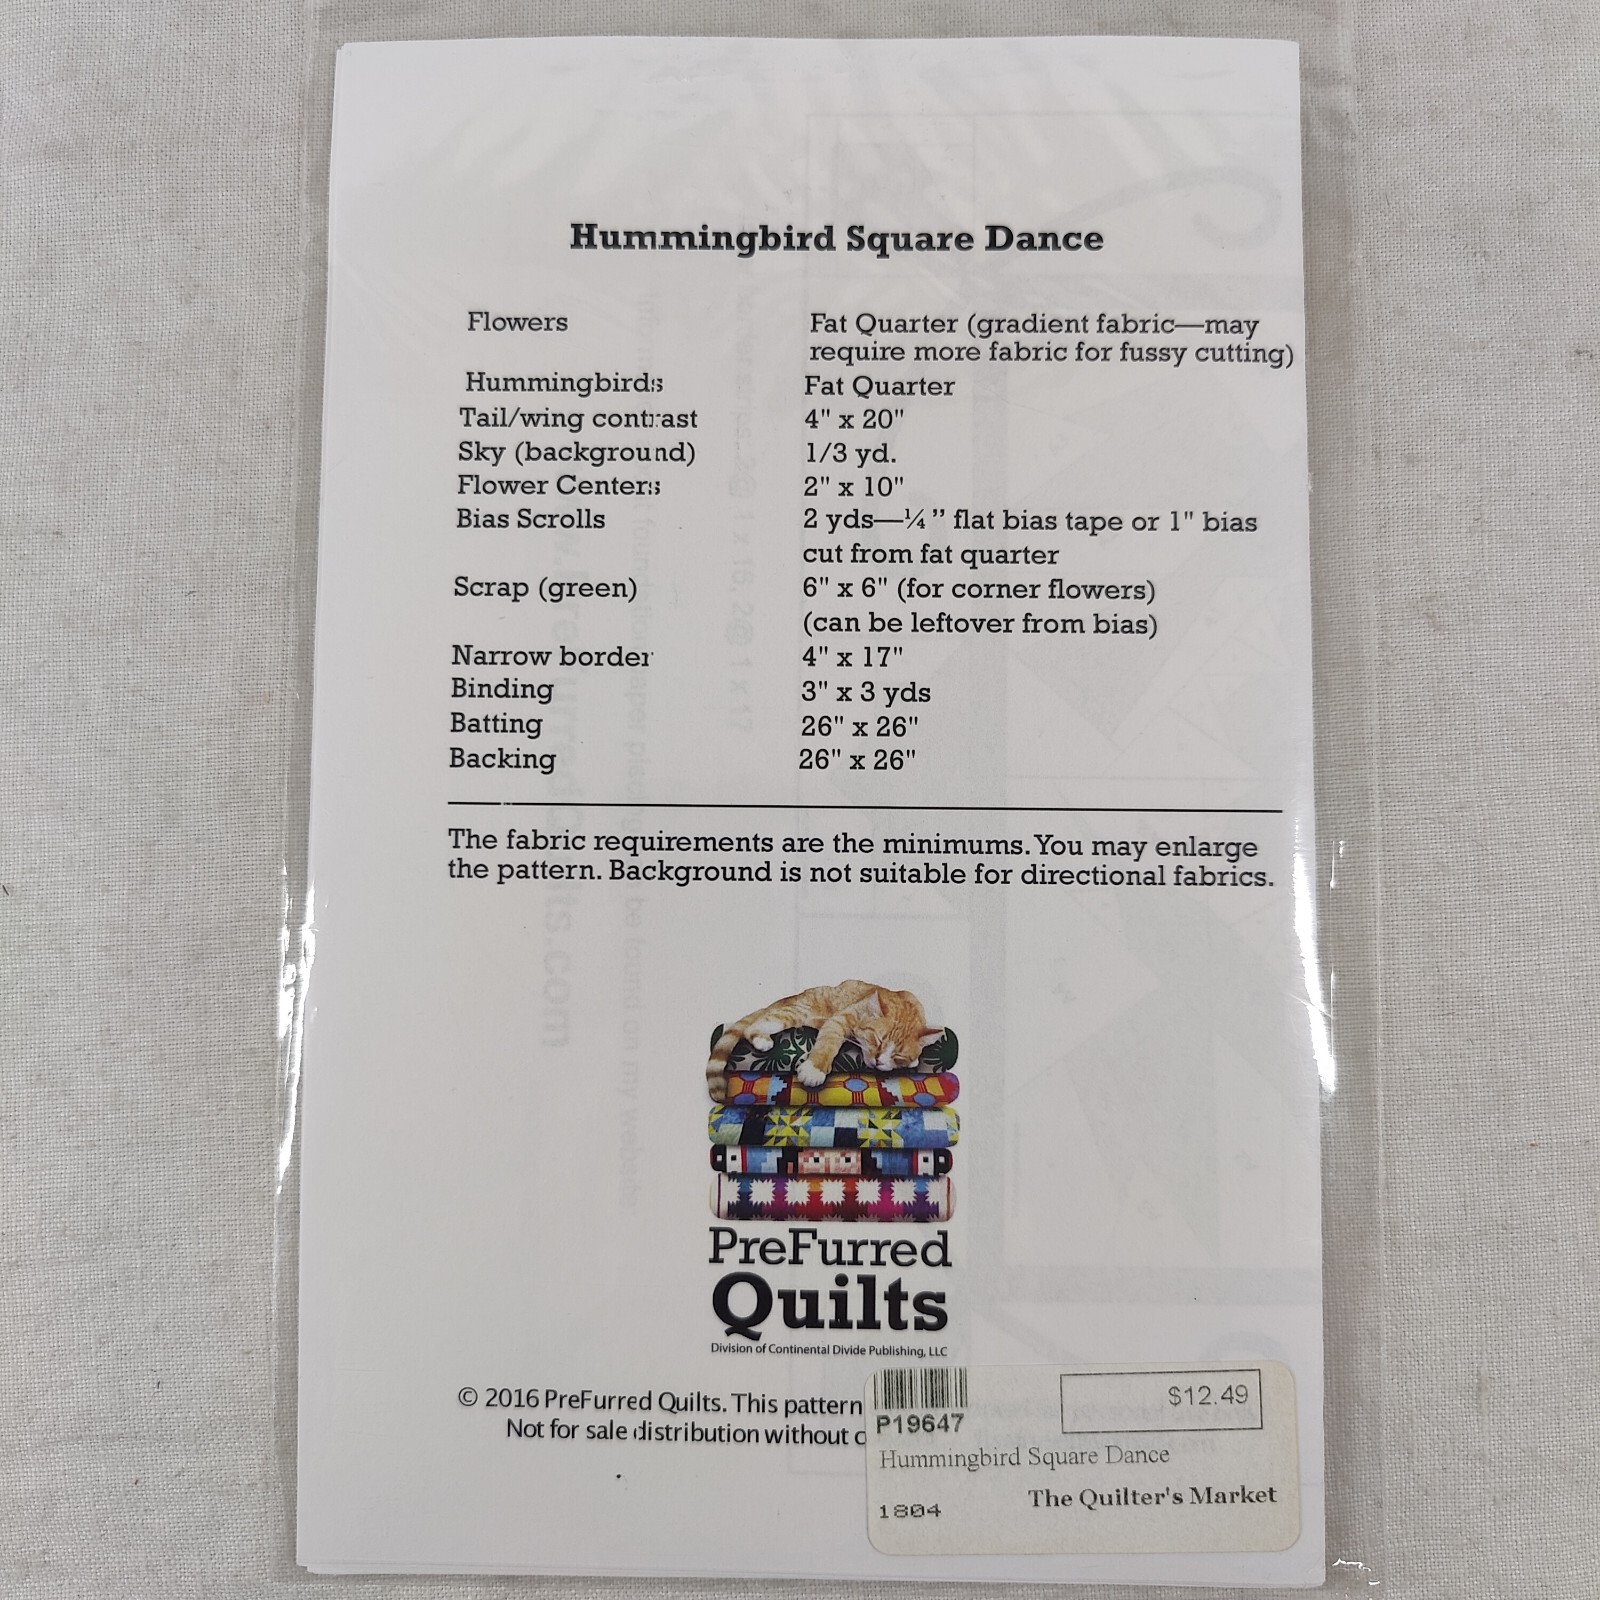 Hummingbird Square Dance
Flowers Fat Quarter (gradient fabric—may
require more fabric for fussy cutting)
Hummingbirds Fat Quarter
Tail/wing contrast 4" x 20"
Sky (background) 1/3 yd.
Flower Centers 2" x 10"
Bias Scrolls 2 yds—¼” flat bias tape or 1" bias
cut from fat quarter
Scrap (green) 6" x 6" (for corner flowers)
(can be leftover from bias)
Narrow border 4" x 17"
Binding 3" x 3 yds
Batting 26" x 26"
Backing 26" x 26"
The fabric requirements are the minimums. You may enlarge
the pattern. Background is not suitable for directional fabrics.
PreFurred
Quilts
Division of Continental Divide Publishing, LLC
© 2016 PreFurred Quilts. This pattern
Not for sale distribution without
$12.49
P19647
Hummingbird Square Dance
The Quilter's Market
1804